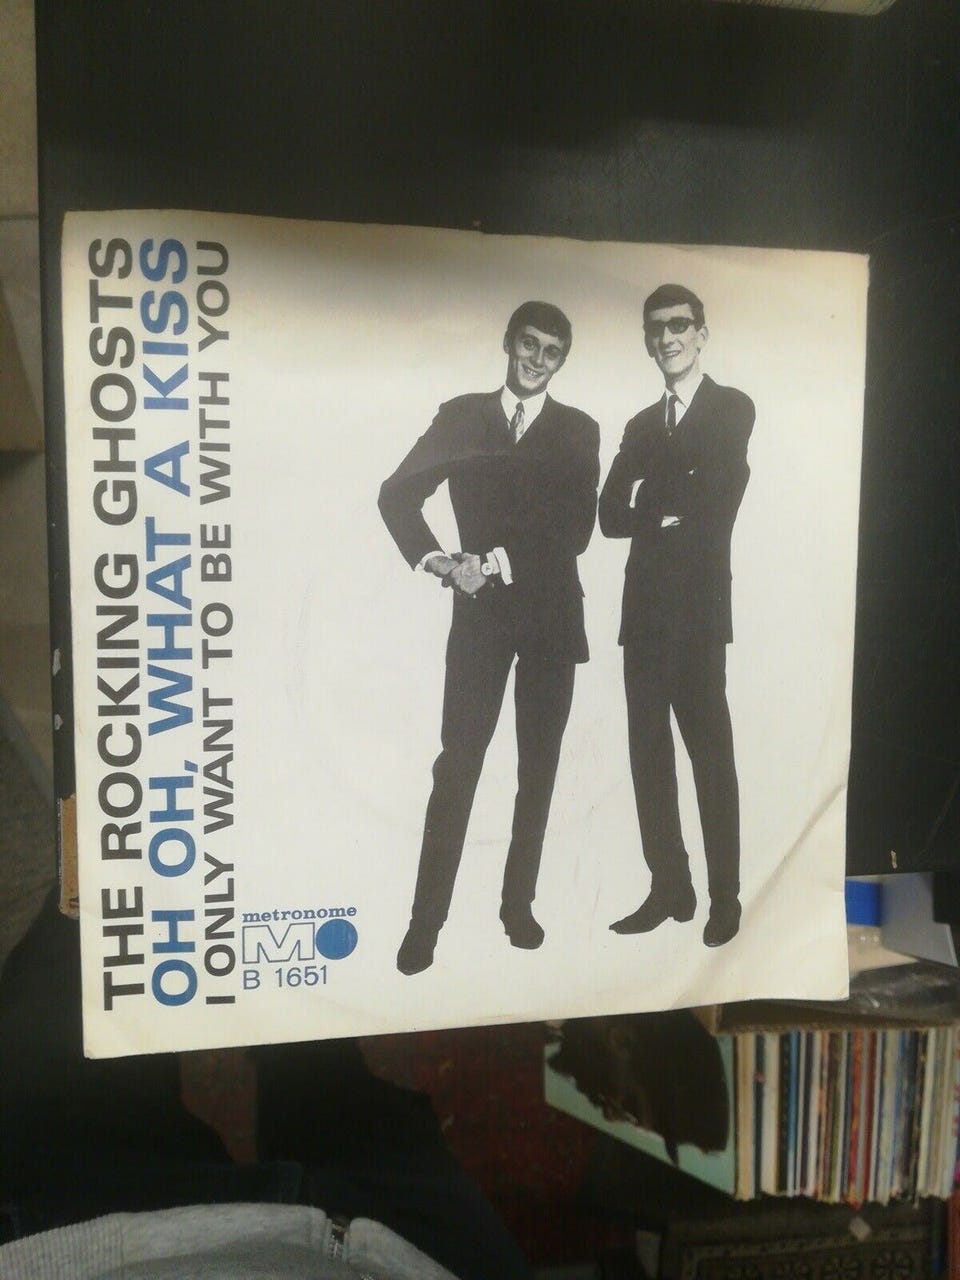 THE ROCKING GHOSTS
OH OH, WHAT A KISS
I ONLY WANT TO BE WITH YOU
metronome
M
B 1651